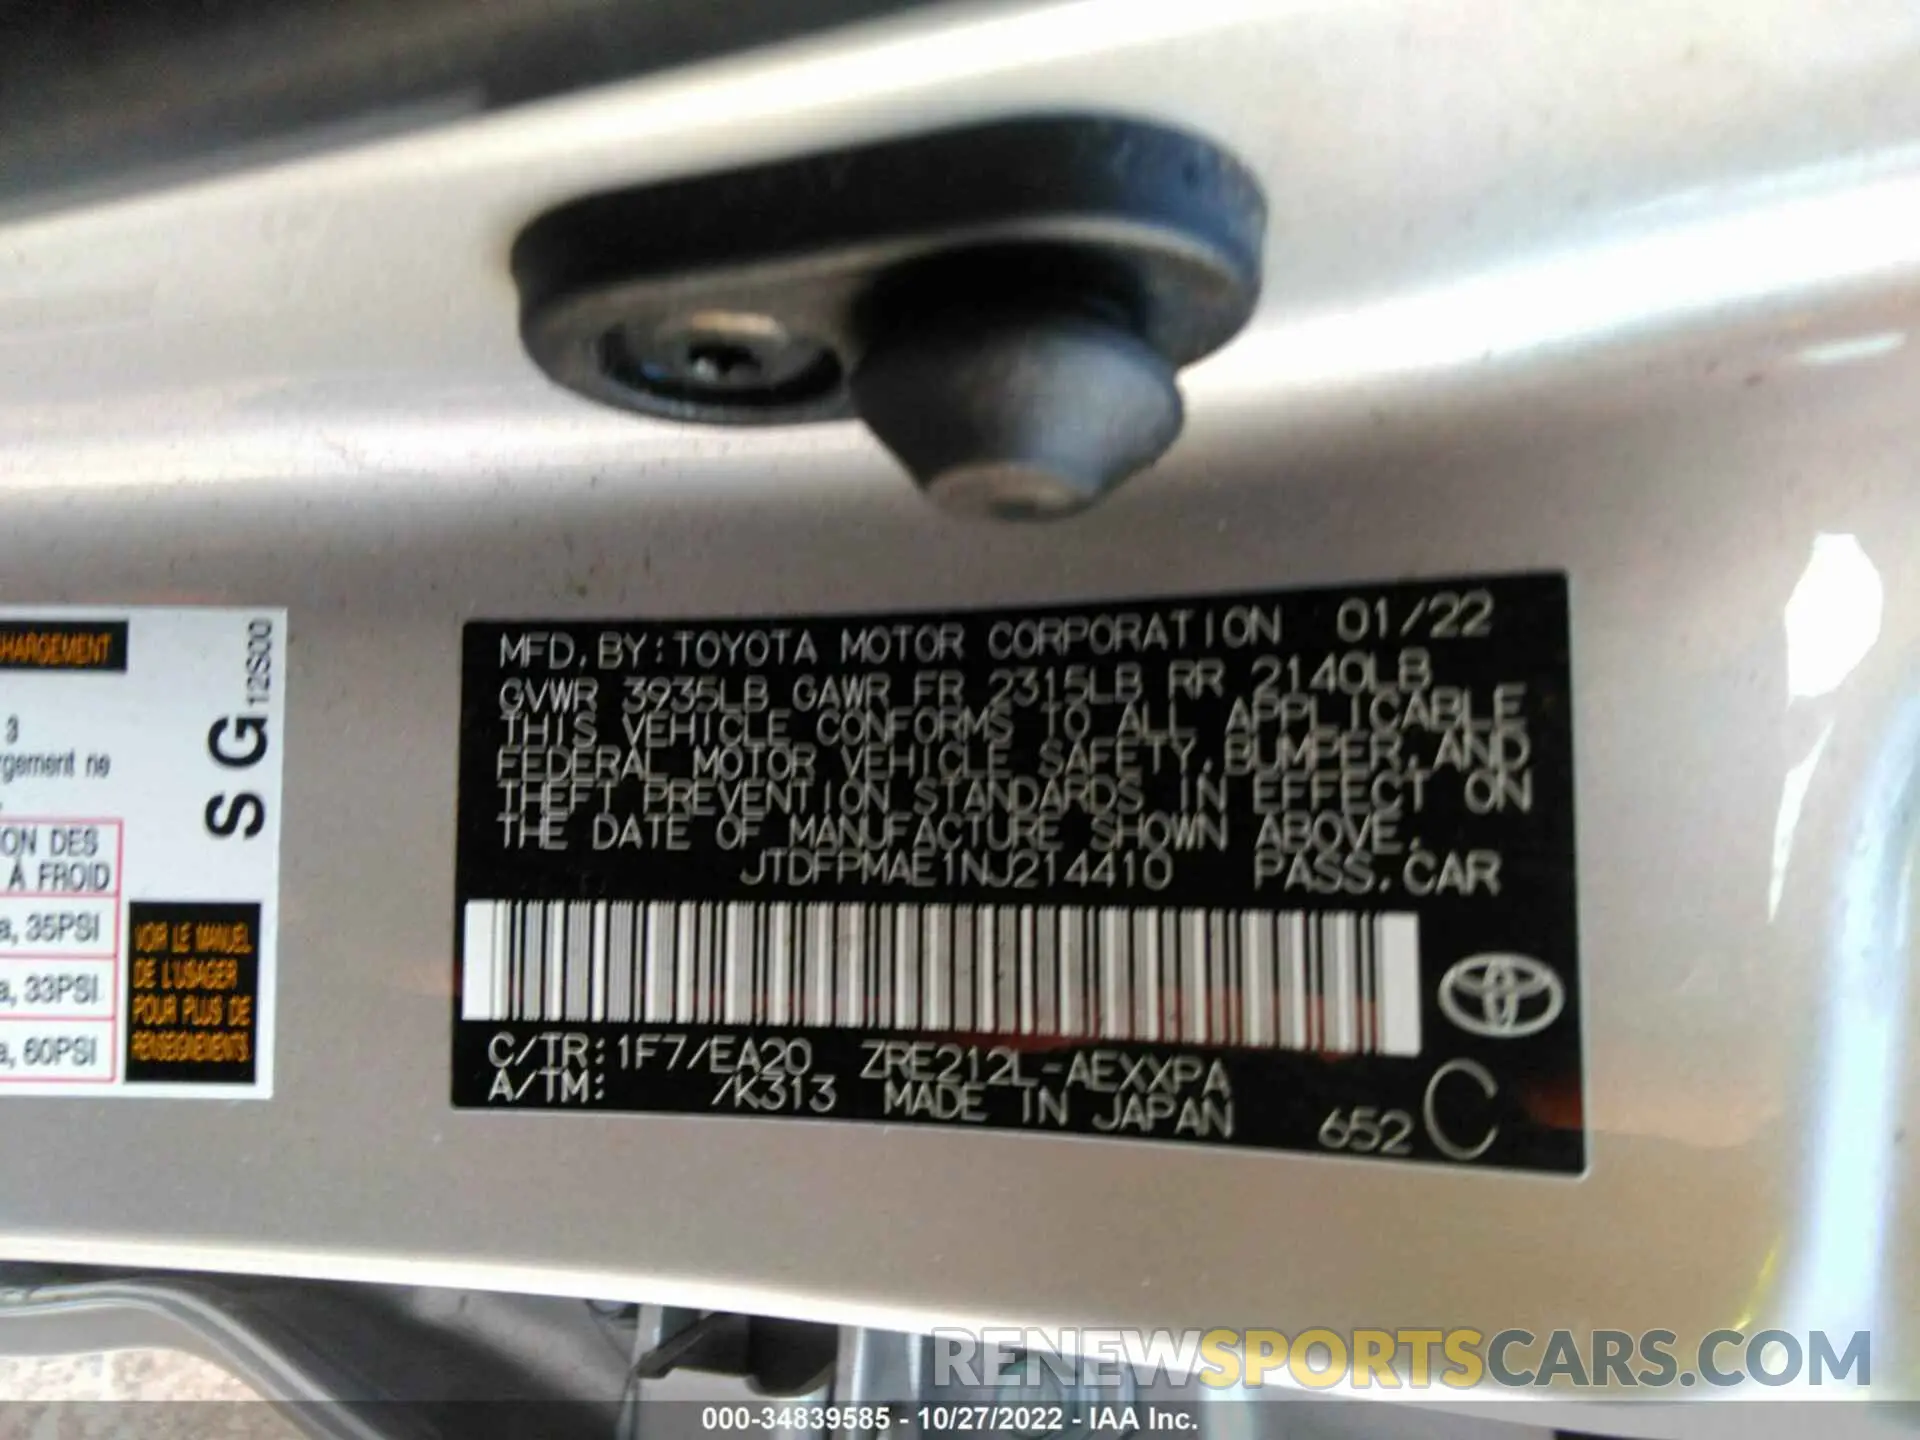 HARGEMENT
3
rgement ne
ION DES
À FROID
a, 35PSI
a, 33PSI
a, 60PSI
S G 12S00
VOIR LE MANUEL
DE L'USAGER
POUR PLUS DE
RENSEIGNEMENTS
MFD. BY: TOYOTA MOTOR CORPORATION 01/22
GVWR 3935LB GAWR FR 2315LB RR 2140LB
THIS VEHICLE CONFORMS TO ALL APPLICABLE
FEDERAL MOTOR VEHICLE SAFETY, BUMPER, AND
THEFT PREVENTION STANDARDS IN EFFECT ON
THE DATE OF MANUFACTURE SHOWN ABOVE.
JTDFPMAE1NJ214410 PASS. CAR
C/TR: 1F7/EA20 ZRE212L-AEXXPA
A/TM: /K313 MADE IN JAPAN 652 C
RENEWSPORTSCARS.COM
000-34839585 - 10/27/2022 - IAA Inc.